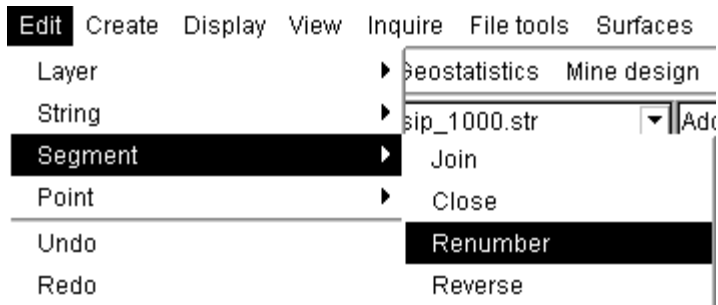 Edit Create Display View Inquire File tools Surfaces
Layer
Geostatistics Mine design
String
sip_1000.str
Segment
Join
Point
Close
Undo
Renumber
Redo
Reverse